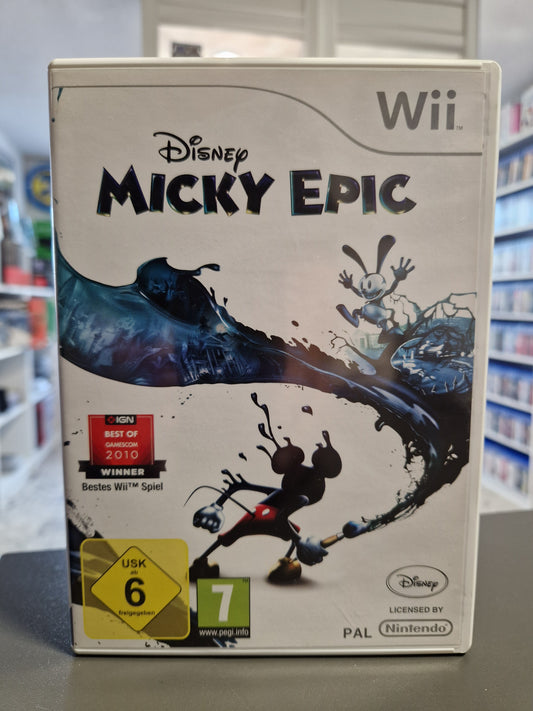 Wii™
Disney
MICKY EPIC
IGN
BEST OF
GAMESCOM
2010
WINNER
Bestes Wii™ Spiel
USK
ab
6
freigegeben
7
www.pegi.info
Disney
LICENSED BY
PAL Nintendo®